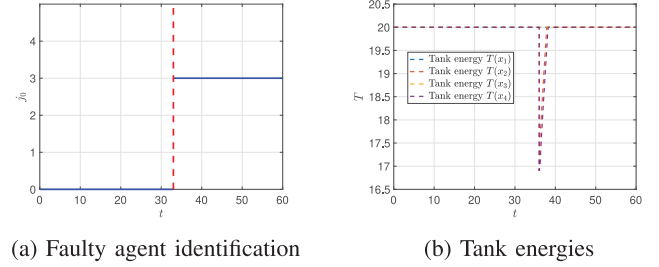 5
4
3
2
1
0
j₀
0 10 20 30 40 50 60
t
20.5
20
19.5
19
18.5
18
17.5
17
16.5
T
Tank energy T(x₁)
Tank energy T(x₂)
Tank energy T(x₃)
Tank energy T(x₄)
0 10 20 30 40 50 60
t
(a) Faulty agent identification
(b) Tank energies